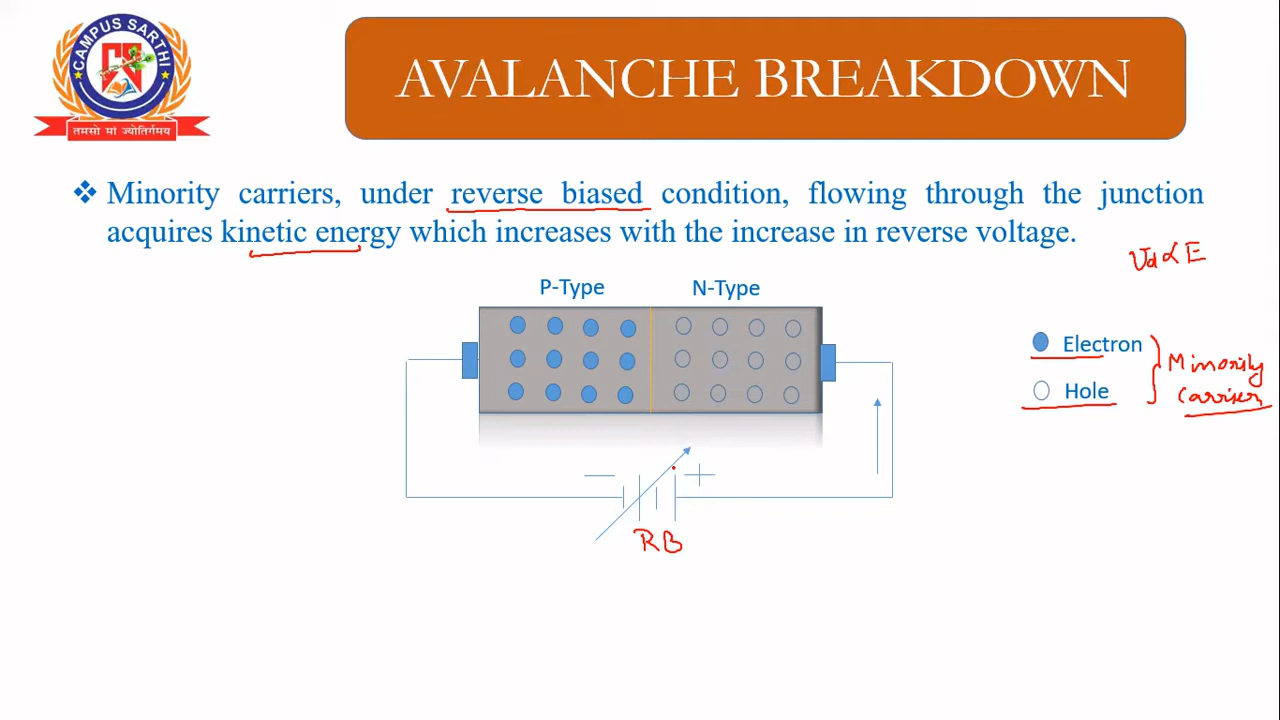 CAMPUS SARTHI
तमसो मां ज्योतिर्गमय
AVALANCHE BREAKDOWN
❖ Minority carriers, under reverse biased condition, flowing through the junction
acquires kinetic energy which increases with the increase in reverse voltage.
Vd ∝ E
P-Type N-Type
Electron
Hole
Minority
Carrier
− +
RB